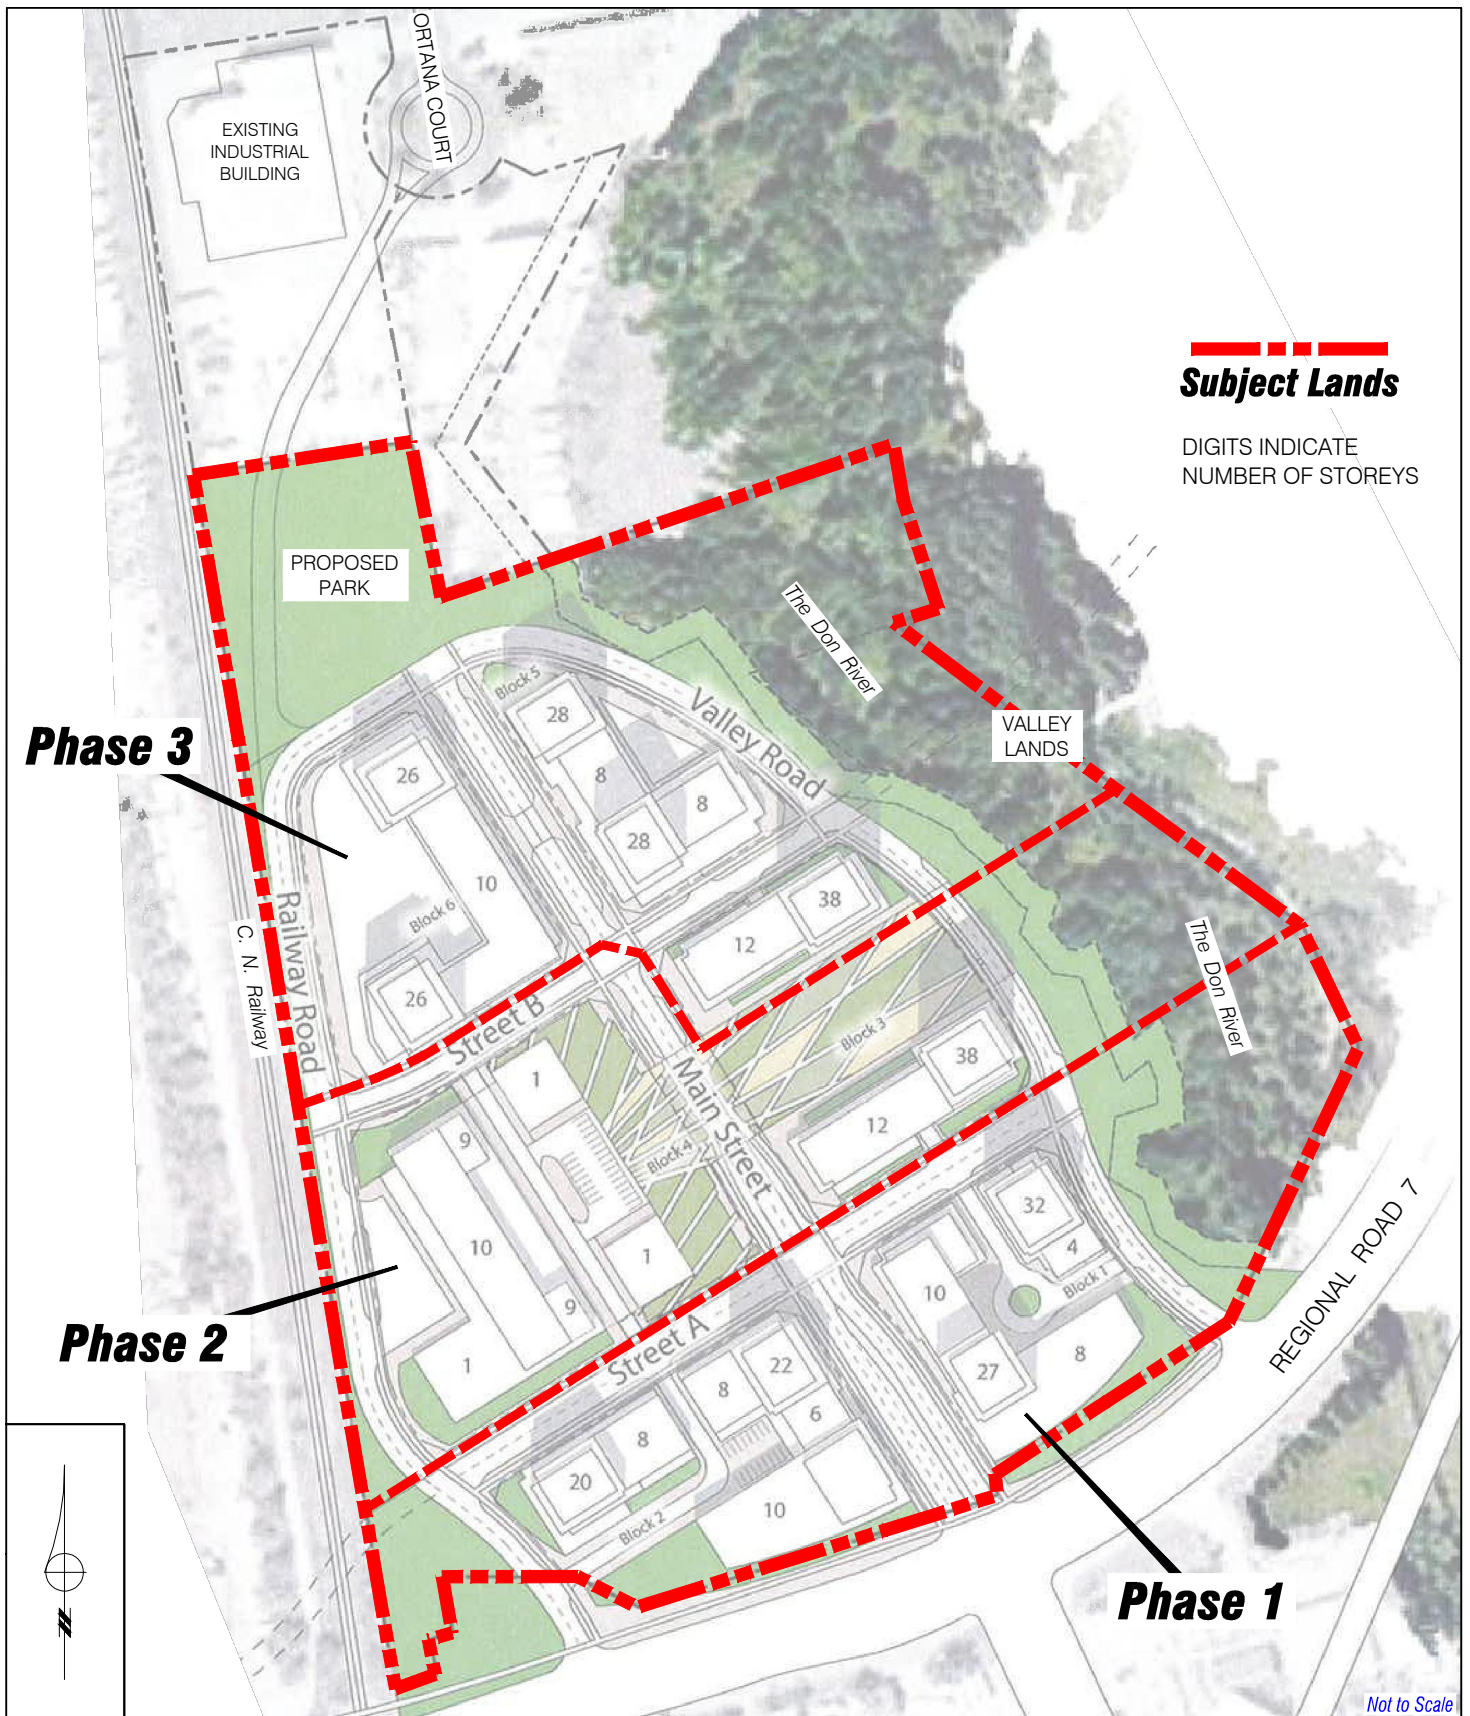 ORTANA COURT
EXISTING
INDUSTRIAL
BUILDING
Subject Lands
DIGITS INDICATE
NUMBER OF STOREYS
PROPOSED
PARK
The Don River
VALLEY
LANDS
Block 5
28
Valley Road
Phase 3
26
8
8
28
10
38
Block 6
12
Railway Road
C. N. Railway
26
Street B
The Don River
Block 3
38
1
Main Street
12
9
Block 4
32
4
10
1
10
Block 1
9
Phase 2
1
Street A
22
8
27
8
6
8
20
10
Block 2
REGIONAL ROAD 7
Phase 1
N
Not to Scale